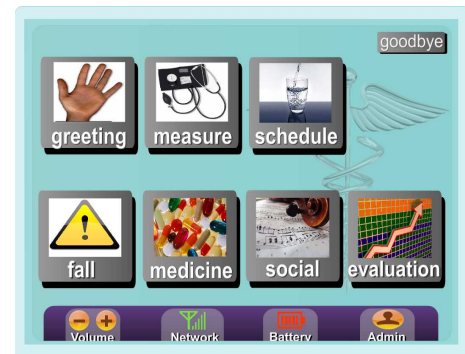 goodbye
greeting measure schedule
fall medicine social evaluation
Volume Network Battery Admin